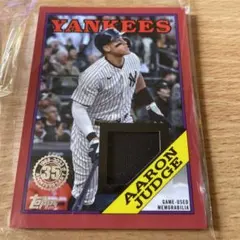 YANKEES
35
Topps
AARON
JUDGE
GAME-USED
MEMORABILIA